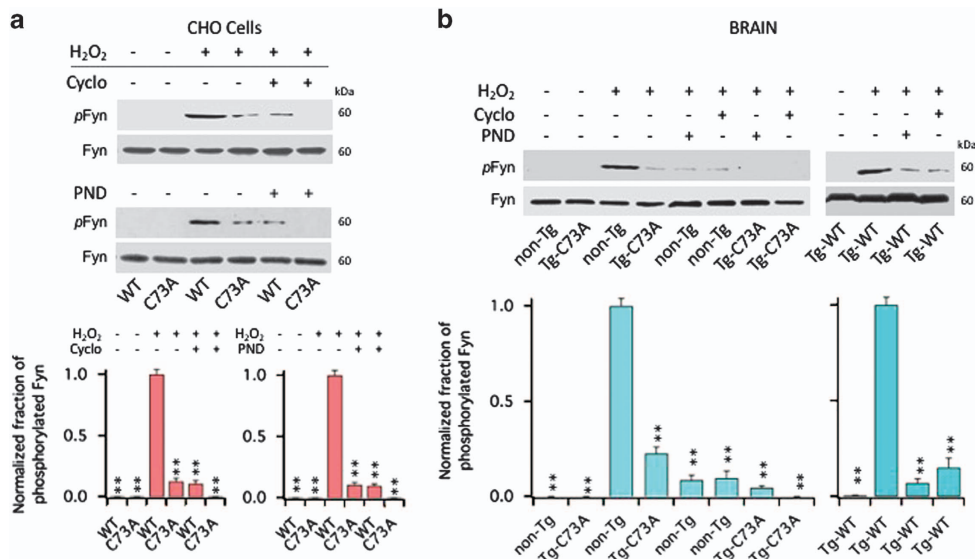 a
CHO Cells
H₂O₂ - - + + + +
Cyclo - - - - + +
kDa
pFyn 60
Fyn 60
PND - - - - + +
pFyn 60
Fyn 60
WT C73A WT C73A WT C73A
H₂O₂ - - + + + +
Cyclo - - - - + +
Normalized fraction of
phosphorylated Fyn
1.0
0.5
0.0
** ** ** ** **
WT C73A WT C73A WT C73A
H₂O₂ - - + + + +
PND - - - - + +
1.0
0.5
0.0
** ** ** ** **
WT C73A WT C73A WT C73A
b
BRAIN
H₂O₂ - - + + + + + + - + + +
Cyclo - - - - - + - + - - - +
PND - - - - + - + - - - + -
kDa
pFyn 60
Fyn 60
non-Tg Tg-C73A non-Tg Tg-C73A non-Tg non-Tg Tg-C73A Tg-C73A Tg-WT Tg-WT Tg-WT Tg-WT
Normalized fraction of
phosphorylated Fyn
1.0
0.5
0.0
** ** ** ** ** ** **
non-Tg Tg-C73A non-Tg Tg-C73A non-Tg non-Tg Tg-C73A Tg-C73A
** ** **
Tg-WT Tg-WT Tg-WT Tg-WT